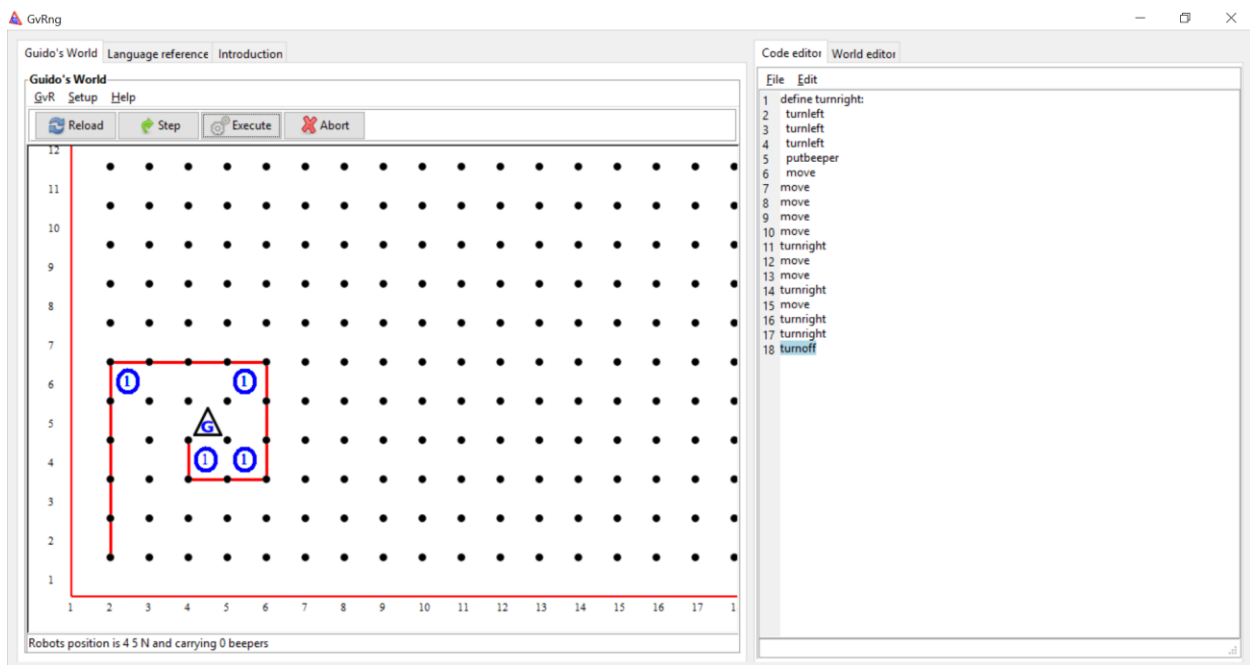 GvRng
Guido's World Language reference Introduction
Guido's World
GvR Setup Help
Reload Step Execute Abort
12
11
10
9
8
7
6
5
4
3
2
1
1 1
G
1 1
1 2 3 4 5 6 7 8 9 10 11 12 13 14 15 16 17 1
Robots position is 4 5 N and carrying 0 beepers
Code editor World editor
File Edit
1 define turnright:
2 turnleft
3 turnleft
4 turnleft
5 putbeeper
6 move
7 move
8 move
9 move
10 move
11 turnright
12 move
13 move
14 turnright
15 move
16 turnright
17 turnright
18 turnoff